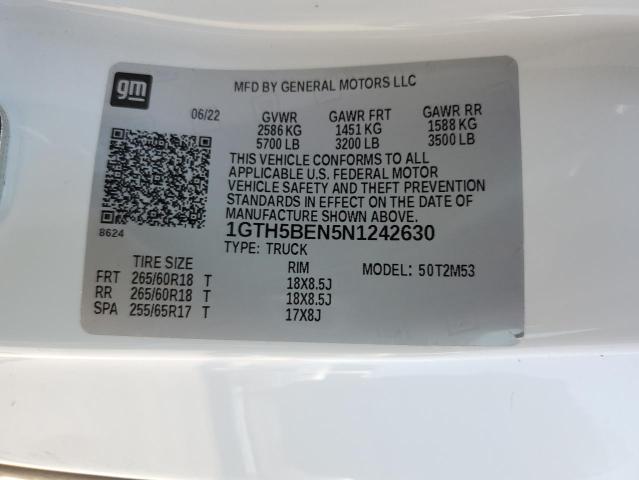 gm
MFD BY GENERAL MOTORS LLC
06/22 GVWR GAWR FRT GAWR RR
2586 KG 1451 KG 1588 KG
5700 LB 3200 LB 3500 LB
THIS VEHICLE CONFORMS TO ALL
APPLICABLE U.S. FEDERAL MOTOR
VEHICLE SAFETY AND THEFT PREVENTION
STANDARDS IN EFFECT ON THE DATE OF
MANUFACTURE SHOWN ABOVE.
8624 1GTH5BEN5N1242630
TYPE: TRUCK
TIRE SIZE RIM MODEL: 50T2M53
FRT 265/60R18 T 18X8.5J
RR 265/60R18 T 18X8.5J
SPA 255/65R17 T 17X8J